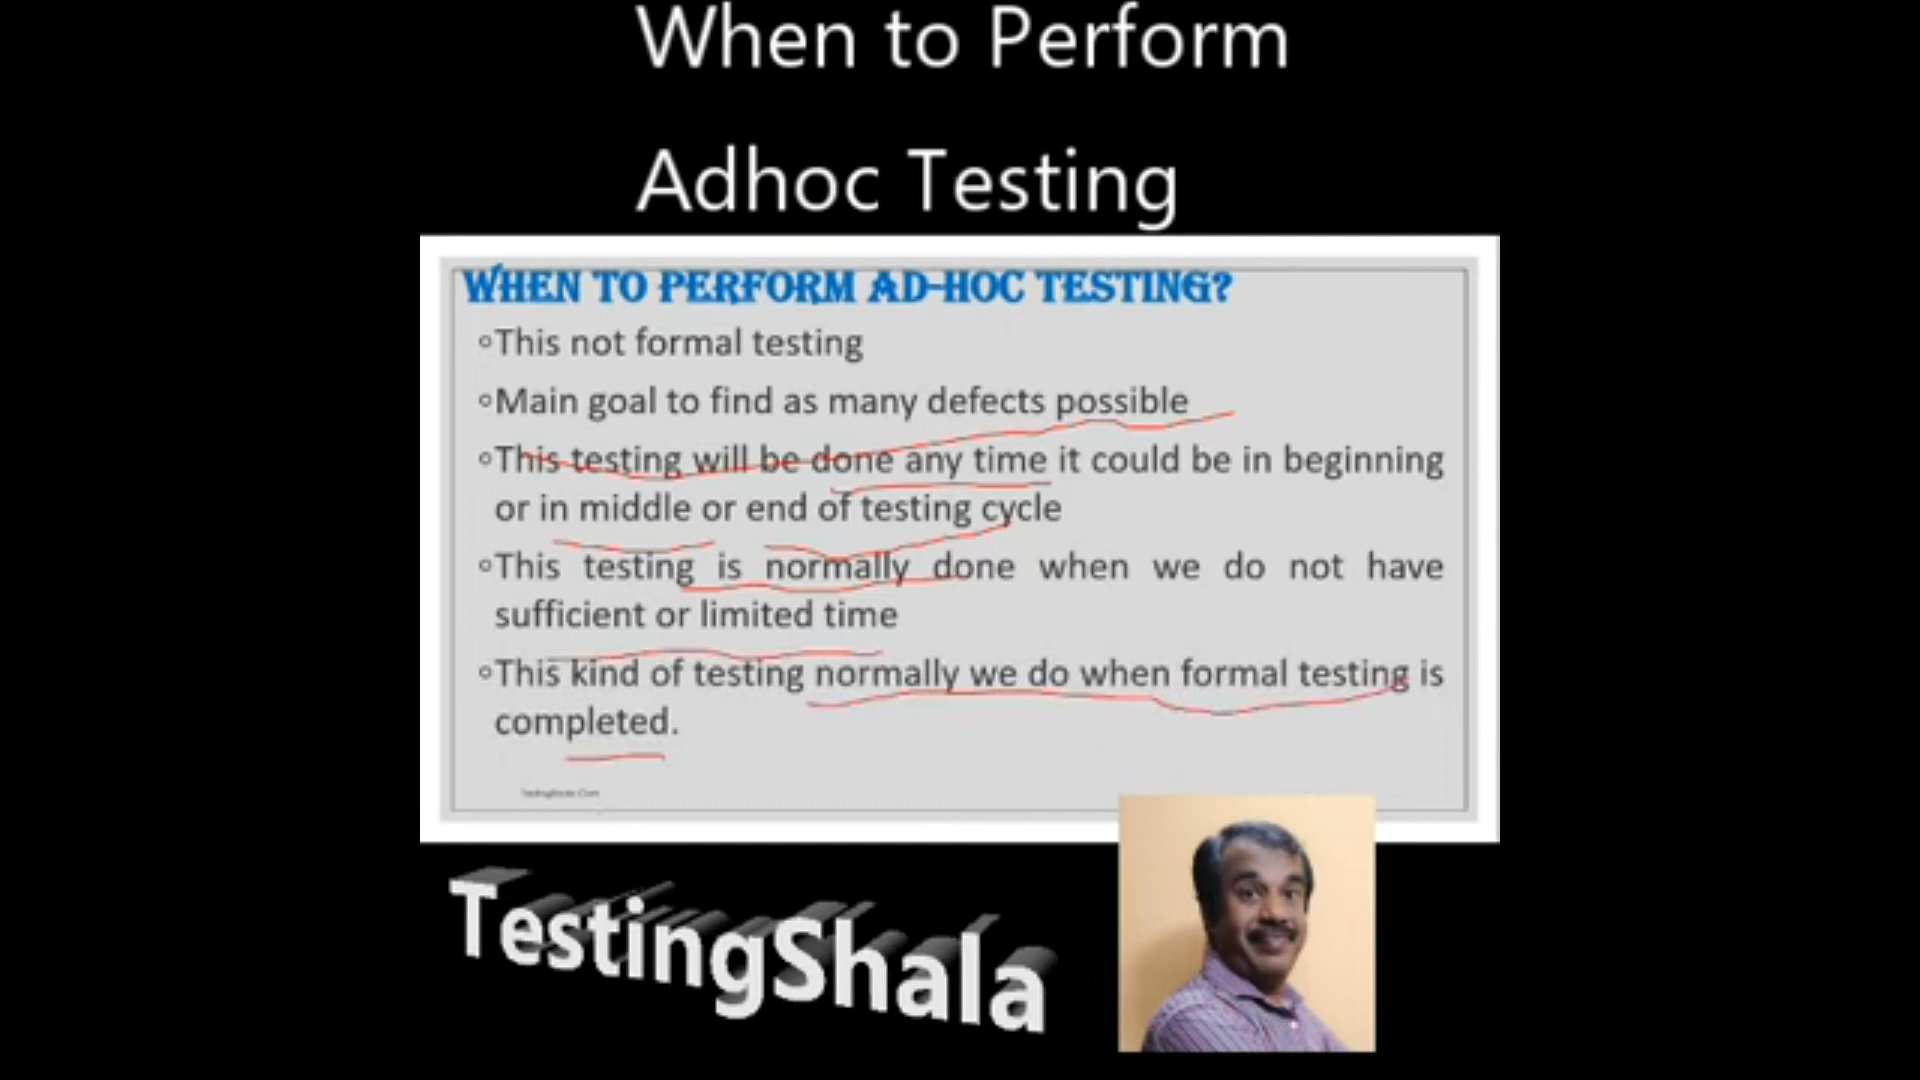 When to Perform
Adhoc Testing
WHEN TO PERFORM AD-HOC TESTING?
◦This not formal testing
◦Main goal to find as many defects possible
◦This testing will be done any time it could be in beginning
or in middle or end of testing cycle
◦This testing is normally done when we do not have
sufficient or limited time
◦This kind of testing normally we do when formal testing is
completed.
TestingShala.Com
TestingShala